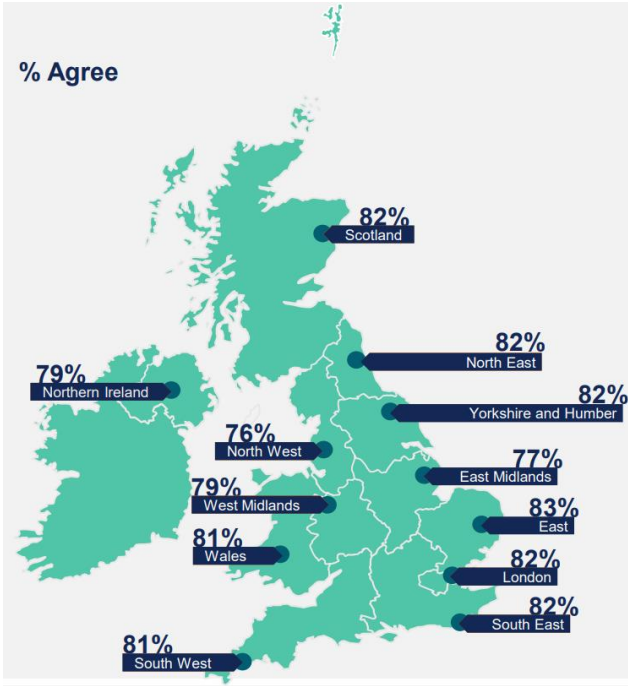 % Agree
82%
Scotland
82%
North East
79%
Northern Ireland
82%
Yorkshire and Humber
76%
North West
77%
East Midlands
79%
West Midlands
83%
East
81%
Wales
82%
London
82%
South East
81%
South West